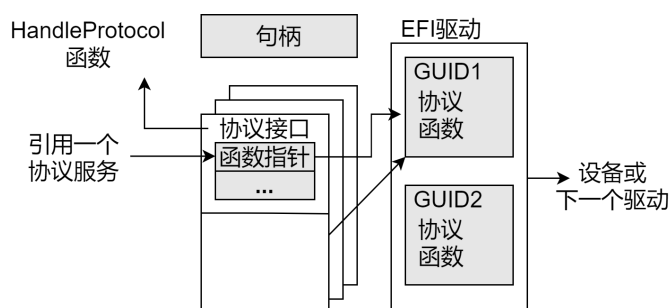 HandleProtocol
函数
句柄
EFI驱动
引用一个
协议服务
协议接口
函数指针
...
GUID1
协议
函数
GUID2
协议
函数
设备或
下一个驱动